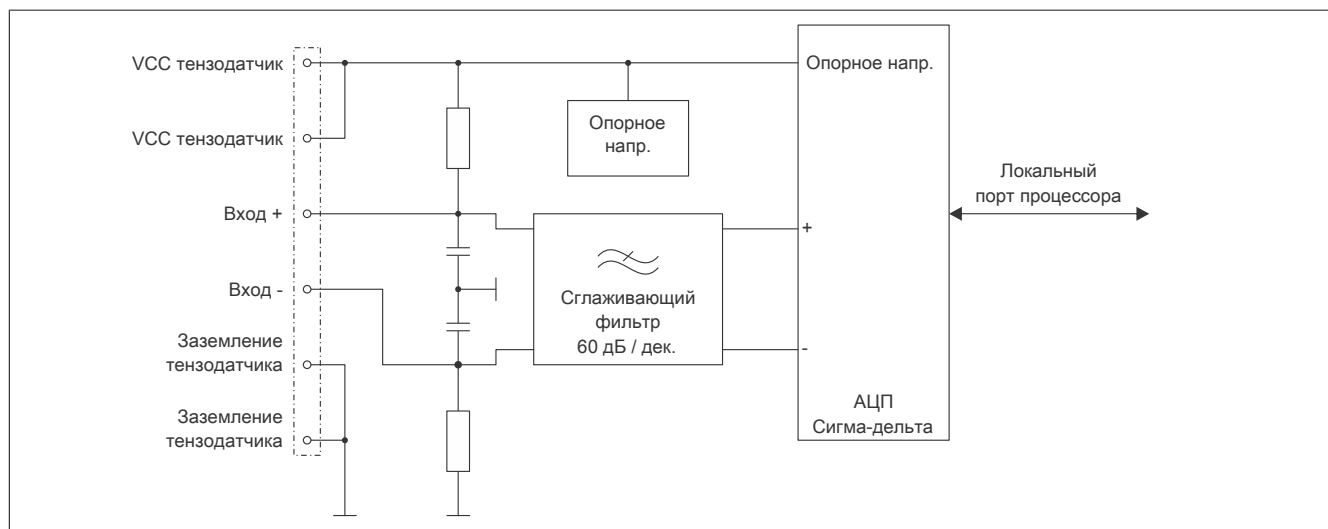 VCC тензодатчик
Опорное напр.
VCC тензодатчик
Опорное
напр.
Локальный
порт процессора
Вход +
+
Вход -
Сглаживающий
фильтр
60 дБ / дек.
-
Заземление
тензодатчика
Заземление
тензодатчика
АЦП
Сигма-дельта